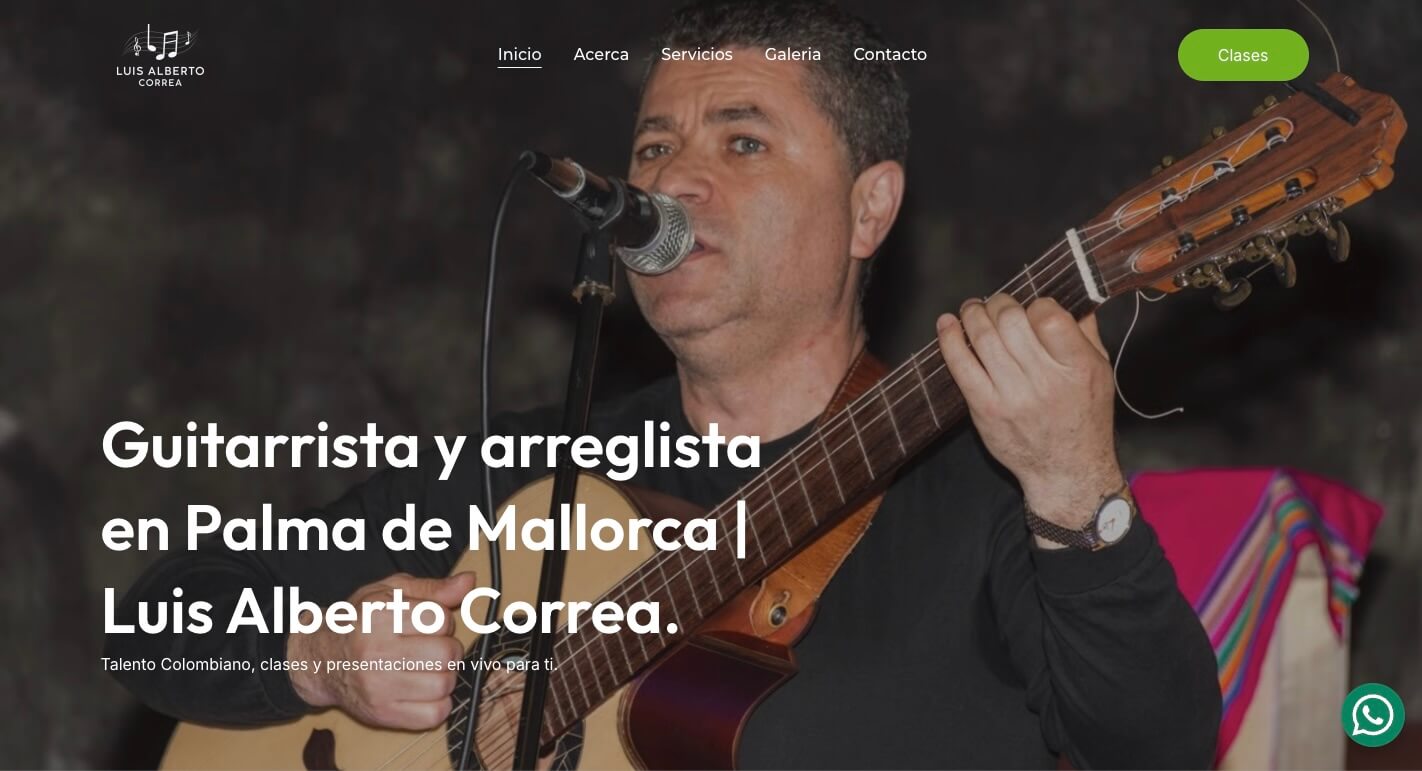 LUIS ALBERTO
CORREA
Inicio
Acerca
Servicios
Galeria
Contacto
Clases
Guitarrista y arreglista
en Palma de Mallorca |
Luis Alberto Correa.
Talento Colombiano, clases y presentaciones en vivo para ti.